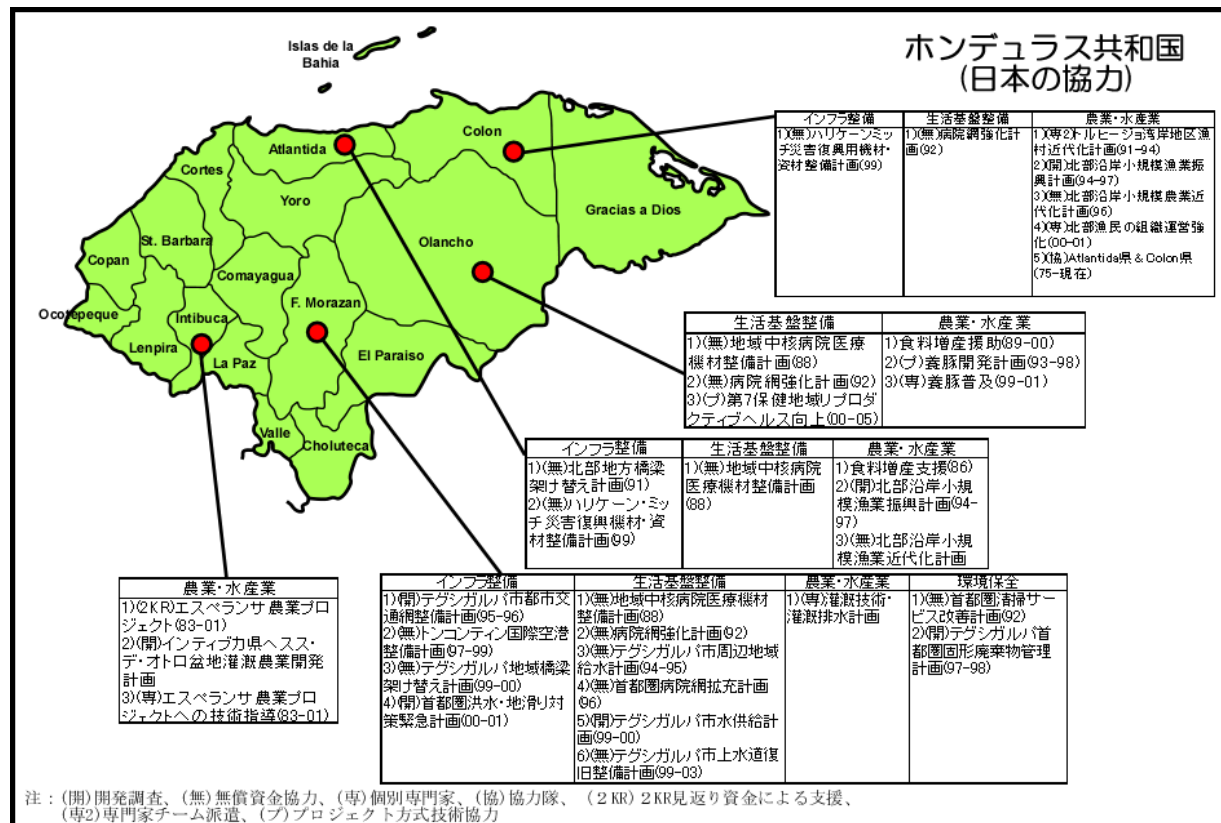 ホンデュラス共和国
(日本の協力)
Islas de la
Bahia
Colon
Atlantida
Cortes
Yoro
Gracias a Dios
Olancho
St. Barbara
Copan
Comayagua
F. Morazan
Ocotepeque
Intibuca
Lenpira
La Paz
El Paraiso
Valle
Choluteca
インフラ整備
1)(無)ハリケーンミッ
チ災害復興用機材・
資材整備計画(99)
生活基盤整備
1)(無)病院網強化計
画(92)
農業・水産業
1)(専2)トルヒージョ湾岸地区漁
村近代化計画(91-94)
2)(開)北部沿岸小規模漁業振
興計画(94-97)
3)(無)北部沿岸小規模農業近
代化計画(96)
4)(専)北部漁民の組織運営強
化(00-01)
5)(協)Atlantida県 & Colon県
(75-現在)
生活基盤整備
1)(無)地域中核病院医療
機材整備計画(88)
2)(無)病院網強化計画(92)
3)(プ)第7保健地域リプロダ
クティブヘルス向上(00-05)
農業・水産業
1)食料増産援助(89-00)
2)(プ)養豚開発計画(93-98)
3)(専)養豚普及(99-01)
インフラ整備
1)(無)北部地方橋梁
架け替え計画(91)
2)(無)ハリケーン・ミッ
チ災害復興機材・資
材整備計画(99)
生活基盤整備
1)(無)地域中核病院
医療機材整備計画
(88)
農業・水産業
1)食料増産支援(86)
2)(開)北部沿岸小規
模漁業振興計画(94-
97)
3)(無)北部沿岸小規
模漁業近代化計画
農業・水産業
1)(2KR)エスペランサ農業プロ
ジェクト(83-01)
2)(開)インティブカ県ヘスス・
デ・オトロ盆地灌漑農業開発
計画
3)(専)エスペランサ農業プロ
ジェクトへの技術指導(83-01)
インフラ整備
1)(開)テグシガルパ市都市交
通網整備計画(95-96)
2)(無)トンコンティン国際空港
整備計画(97-99)
3)(無)テグシガルパ地域橋梁
架け替え計画(99-00)
4)(開)首都圏洪水・地滑り対
策緊急計画(00-01)
生活基盤整備
1)(無)地域中核病院医療機材
整備計画(88)
2)(無)病院網強化計画(92)
3)(無)テグシガルパ市周辺地域
給水計画(94-95)
4)(無)首都圏病院網拡充計画
(96)
5)(開)テグシガルパ市水供給計
画(99-00)
6)(無)テグシガルパ市上水道復
旧整備計画(99-03)
農業・水産業
1)(専)灌漑技術・
灌漑排水計画
環境保全
1)(無)首都圏清掃サー
ビス改善計画(92)
2)(開)テグシガルパ首
都圏固形廃棄物管理
計画(97-98)
注:(開)開発調査、(無)無償資金協力、(専)個別専門家、(協)協力隊、(2KR)2KR見返り資金による支援、
(専2)専門家チーム派遣、(プ)プロジェクト方式技術協力